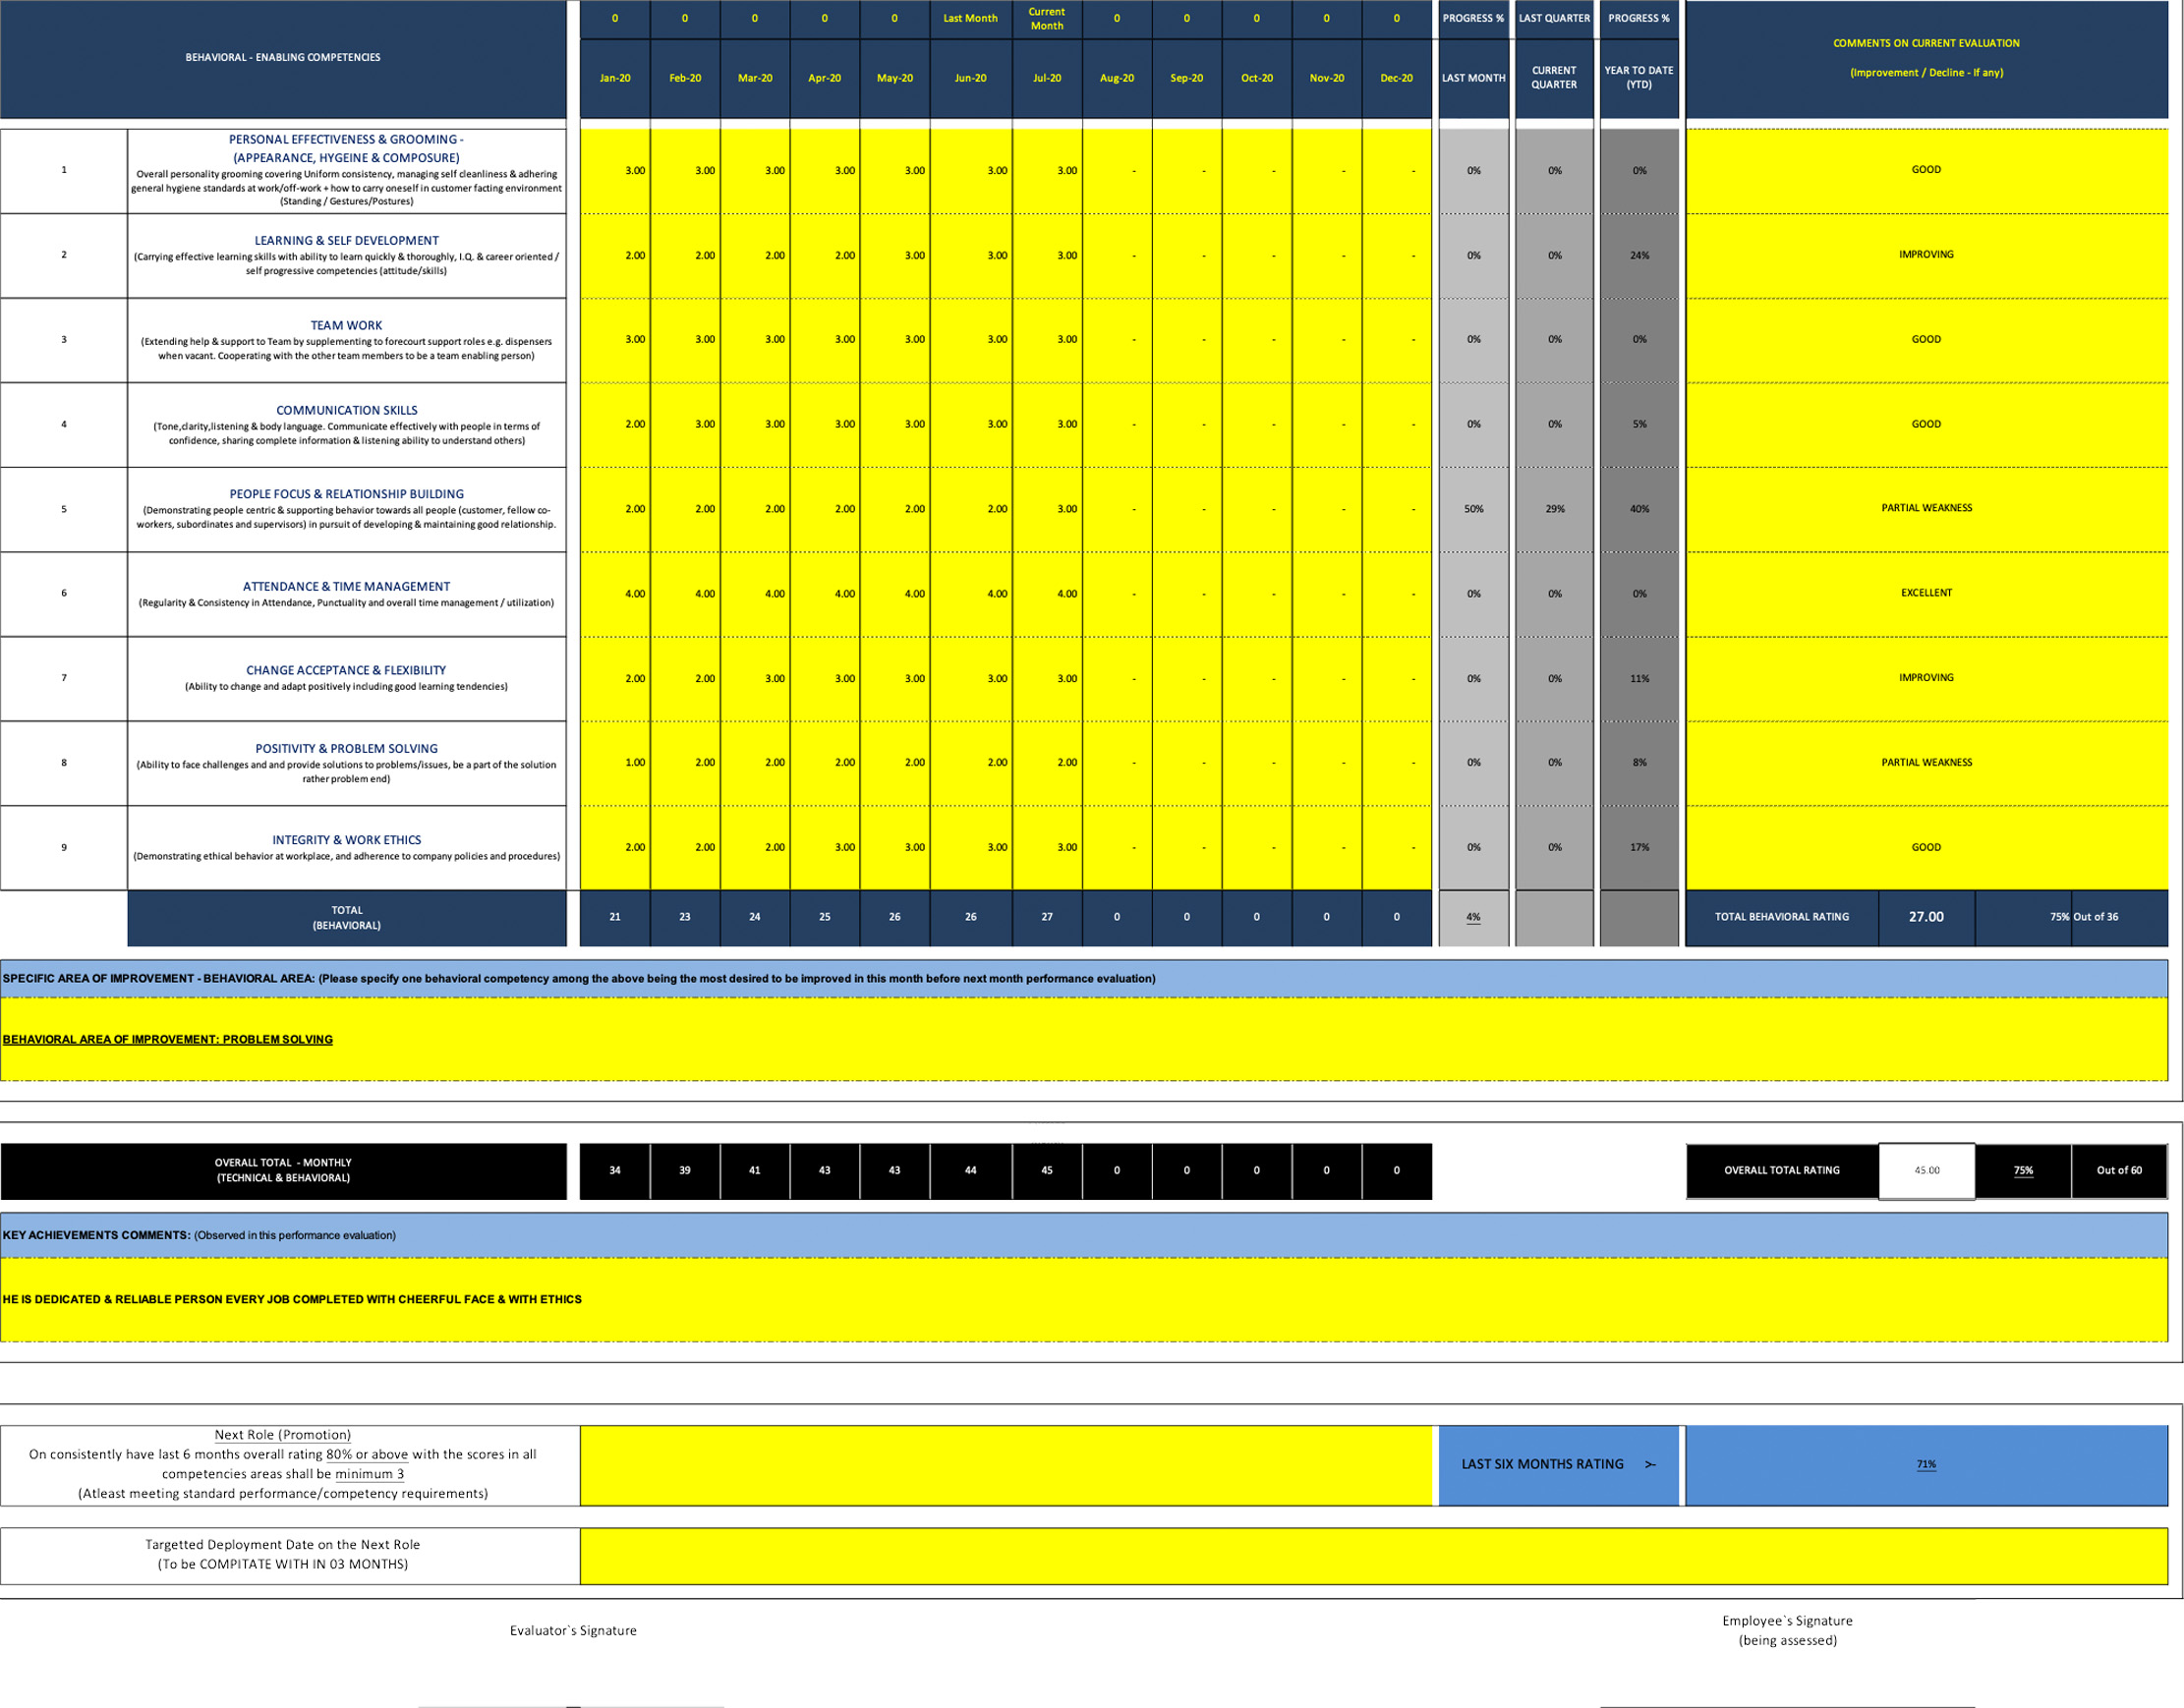 BEHAVIORAL - ENABLING COMPETENCIES
0 0 0 0 0 Last Month Current Month 0 0 0 0 0 PROGRESS % LAST QUARTER PROGRESS %
Jan-20 Feb-20 Mar-20 Apr-20 May-20 Jun-20 Jul-20 Aug-20 Sep-20 Oct-20 Nov-20 Dec-20 LAST MONTH CURRENT QUARTER YEAR TO DATE (YTD)
COMMENTS ON CURRENT EVALUATION
(Improvement / Decline - If any)
1
PERSONAL EFFECTIVENESS & GROOMING -
(APPEARANCE, HYGEINE & COMPOSURE)
Overall personality grooming covering Uniform consistency, managing self cleanliness & adhering
general hygiene standards at work/off-work + how to carry oneself in customer facting environment
(Standing / Gestures/Postures)
3.00 3.00 3.00 3.00 3.00 3.00 3.00 - - - - - 0% 0% 0% GOOD
2
LEARNING & SELF DEVELOPMENT
(Carrying effective learning skills with ability to learn quickly & thoroughly, I.Q. & career oriented /
self progressive competencies (attitude/skills)
2.00 2.00 2.00 2.00 3.00 3.00 3.00 - - - - - 0% 0% 24% IMPROVING
3
TEAM WORK
(Extending help & support to Team by supplementing to forecourt support roles e.g. dispensers
when vacant. Cooperating with the other team members to be a team enabling person)
3.00 3.00 3.00 3.00 3.00 3.00 3.00 - - - - - 0% 0% 0% GOOD
4
COMMUNICATION SKILLS
(Tone,clarity,listening & body language. Communicate effectively with people in terms of
confidence, sharing complete information & listening ability to understand others)
2.00 3.00 3.00 3.00 3.00 3.00 3.00 - - - - - 0% 0% 5% GOOD
5
PEOPLE FOCUS & RELATIONSHIP BUILDING
(Demonstrating people centric & supporting behavior towards all people (customer, fellow co-
workers, subordinates and supervisors) in pursuit of developing & maintaining good relationship.
2.00 2.00 2.00 2.00 2.00 2.00 3.00 - - - - - 50% 29% 40% PARTIAL WEAKNESS
6
ATTENDANCE & TIME MANAGEMENT
(Regularity & Consistency in Attendance, Punctuality and overall time management / utilization)
4.00 4.00 4.00 4.00 4.00 4.00 4.00 - - - - - 0% 0% 0% EXCELLENT
7
CHANGE ACCEPTANCE & FLEXIBILITY
(Ability to change and adapt positively including good learning tendencies)
2.00 2.00 3.00 3.00 3.00 3.00 3.00 - - - - - 0% 0% 11% IMPROVING
8
POSITIVITY & PROBLEM SOLVING
(Ability to face challenges and and provide solutions to problems/issues, be a part of the solution
rather problem end)
1.00 2.00 2.00 2.00 2.00 2.00 2.00 - - - - - 0% 0% 8% PARTIAL WEAKNESS
9
INTEGRITY & WORK ETHICS
(Demonstrating ethical behavior at workplace, and adherence to company policies and procedures)
2.00 2.00 2.00 3.00 3.00 3.00 3.00 - - - - - 0% 0% 17% GOOD
TOTAL
(BEHAVIORAL)
21 23 24 25 26 26 27 0 0 0 0 0 4% TOTAL BEHAVIORAL RATING 27.00 75% Out of 36
SPECIFIC AREA OF IMPROVEMENT - BEHAVIORAL AREA: (Please specify one behavioral competency among the above being the most desired to be improved in this month before next month performance evaluation)
BEHAVIORAL AREA OF IMPROVEMENT: PROBLEM SOLVING
OVERALL TOTAL - MONTHLY
(TECHNICAL & BEHAVIORAL)
34 39 41 43 43 44 45 0 0 0 0 0 OVERALL TOTAL RATING 45.00 75% Out of 60
KEY ACHIEVEMENTS COMMENTS: (Observed in this performance evaluation)
HE IS DEDICATED & RELIABLE PERSON EVERY JOB COMPLETED WITH CHEERFUL FACE & WITH ETHICS
Next Role (Promotion)
On consistently have last 6 months overall rating 80% or above with the scores in all
competencies areas shall be minimum 3
(Atleast meeting standard performance/competency requirements)
LAST SIX MONTHS RATING >- 71%
Targetted Deployment Date on the Next Role
(To be COMPITATE WITH IN 03 MONTHS)
Evaluator`s Signature
Employee`s Signature
(being assessed)